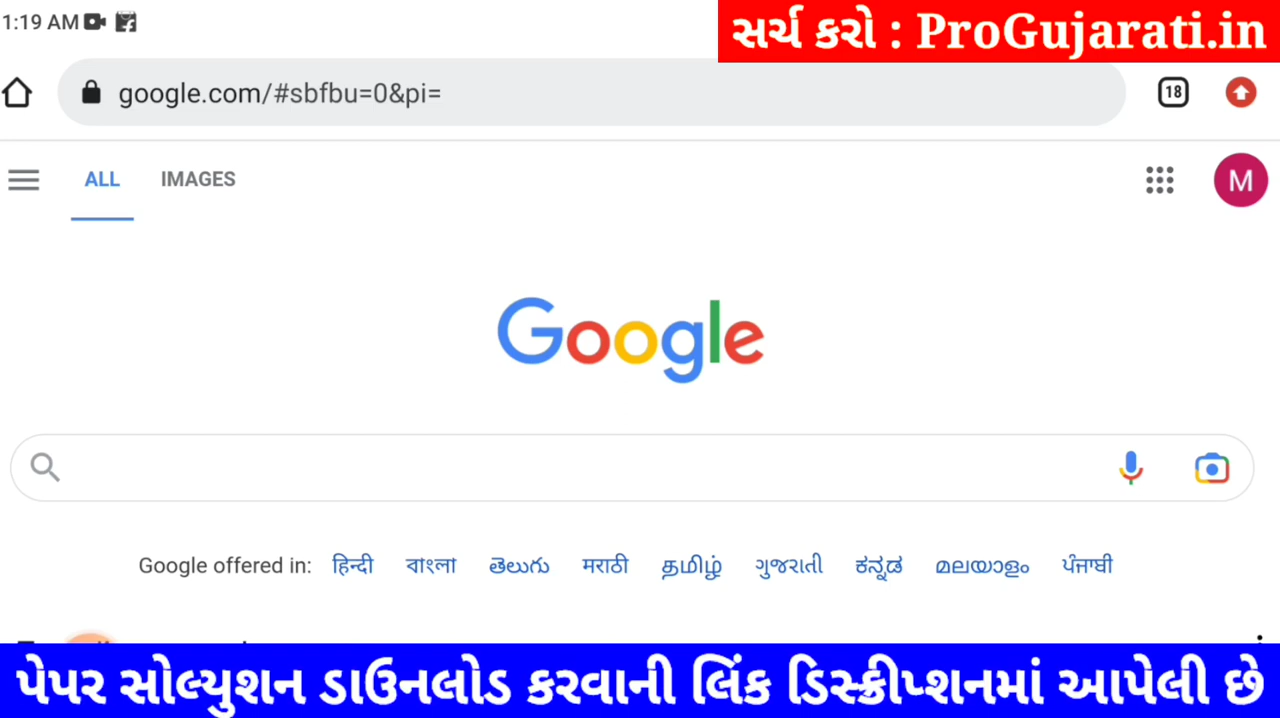 1:19 AM
સર્ચ કરો : ProGujarati.in
google.com/#sbfbu=0&pi=
18
ALL IMAGES
M
Google
Google offered in: हिन्दी বাংলা తెలుగు मराठी தமிழ் ગુજરાતી ಕನ್ನಡ മലയാളം ਪੰਜਾਬੀ
પેપર સોલ્યુશન ડાઉનલોડ કરવાની લિંક ડિસ્ક્રીપ્શનમાં આપેલી છે